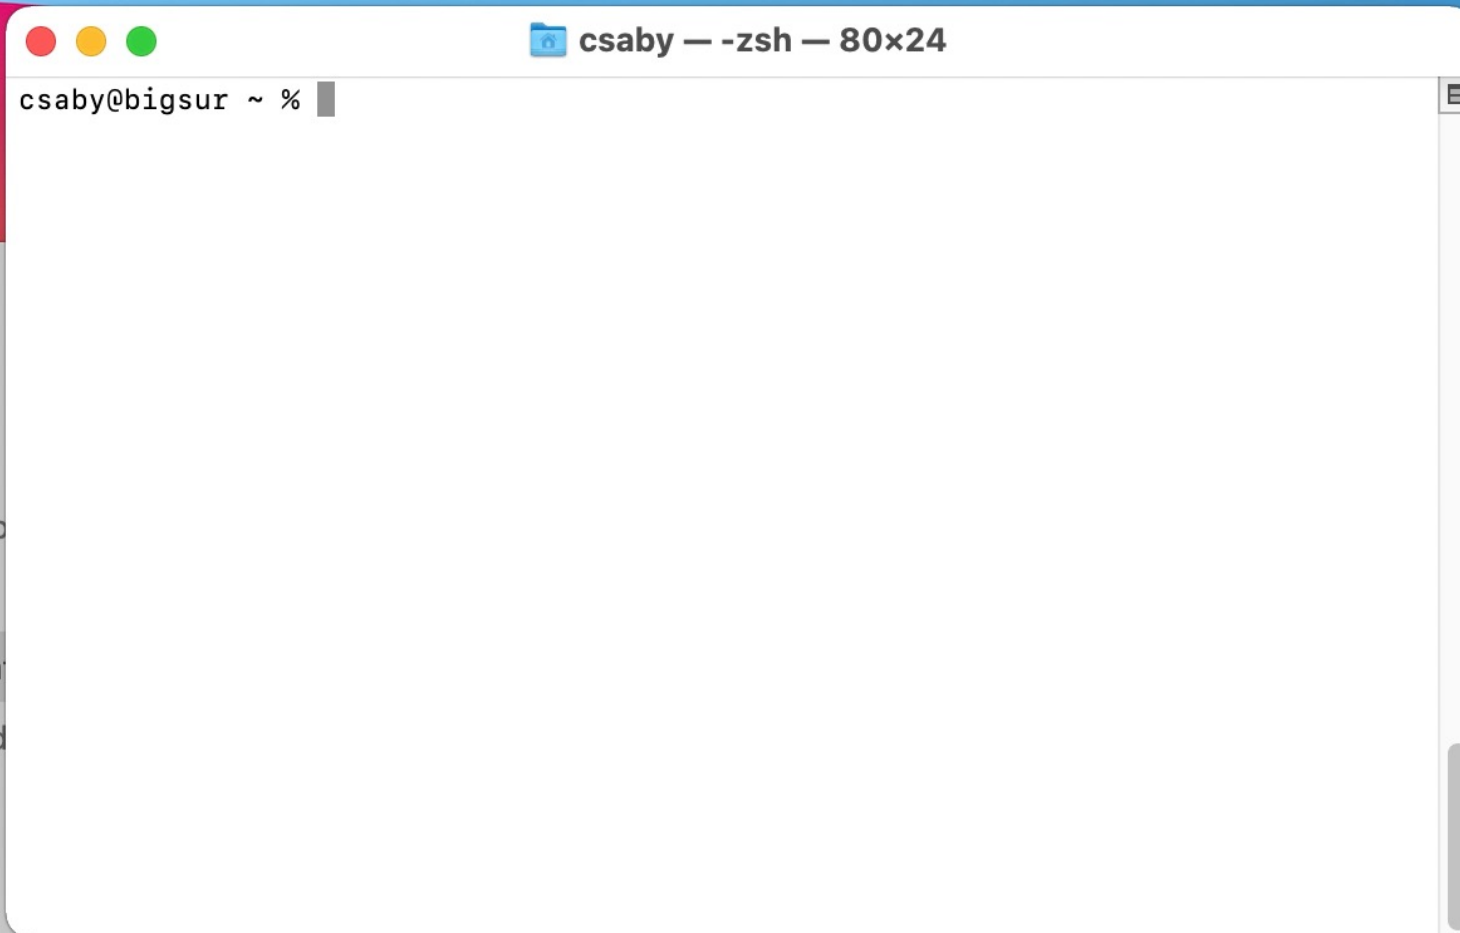 csaby — -zsh — 80×24
csaby@bigsur ~ %